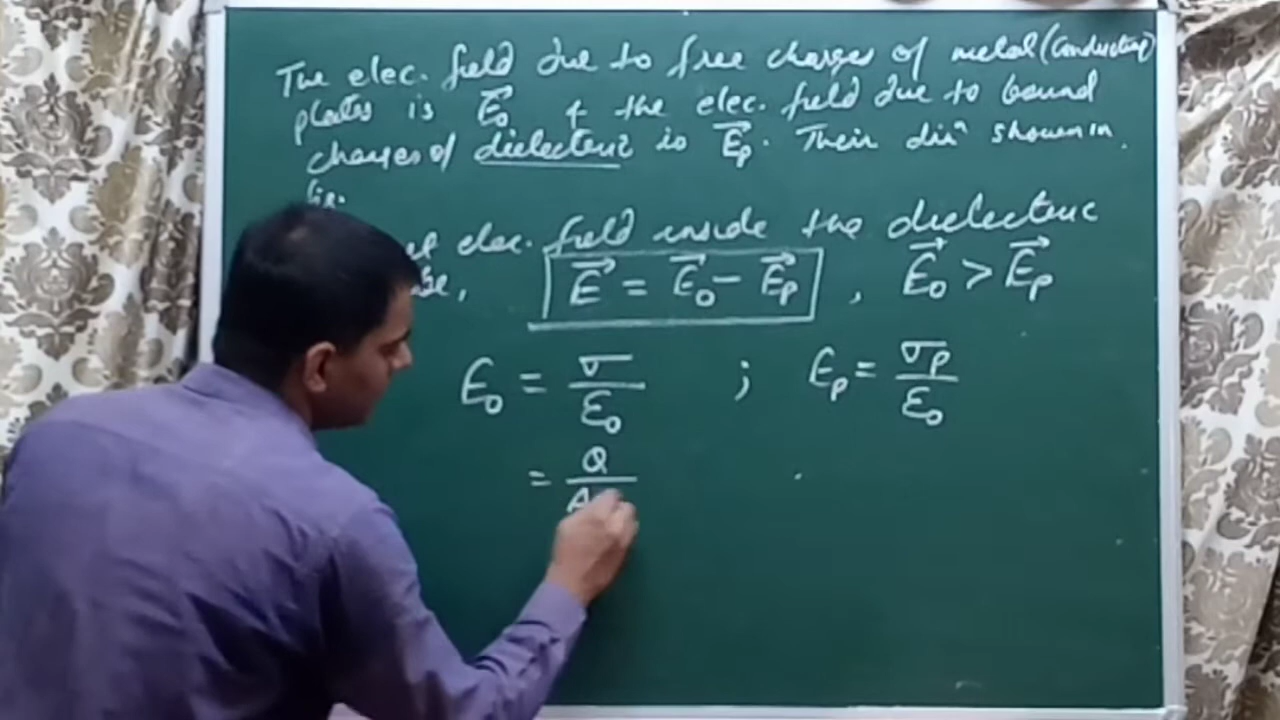 The elec. field due to free charges of metal (conducting)
plates is E⃗₀ & the elec. field due to bound
charges of dielectric is E⃗ₚ. Their dirⁿ shown in
fig.
elec. field inside the dielectric
E⃗ = E⃗₀ - E⃗ₚ , E⃗₀ > E⃗ₚ
E₀ = σ/ε₀ ; Eₚ = σₚ/ε₀
= Q/A